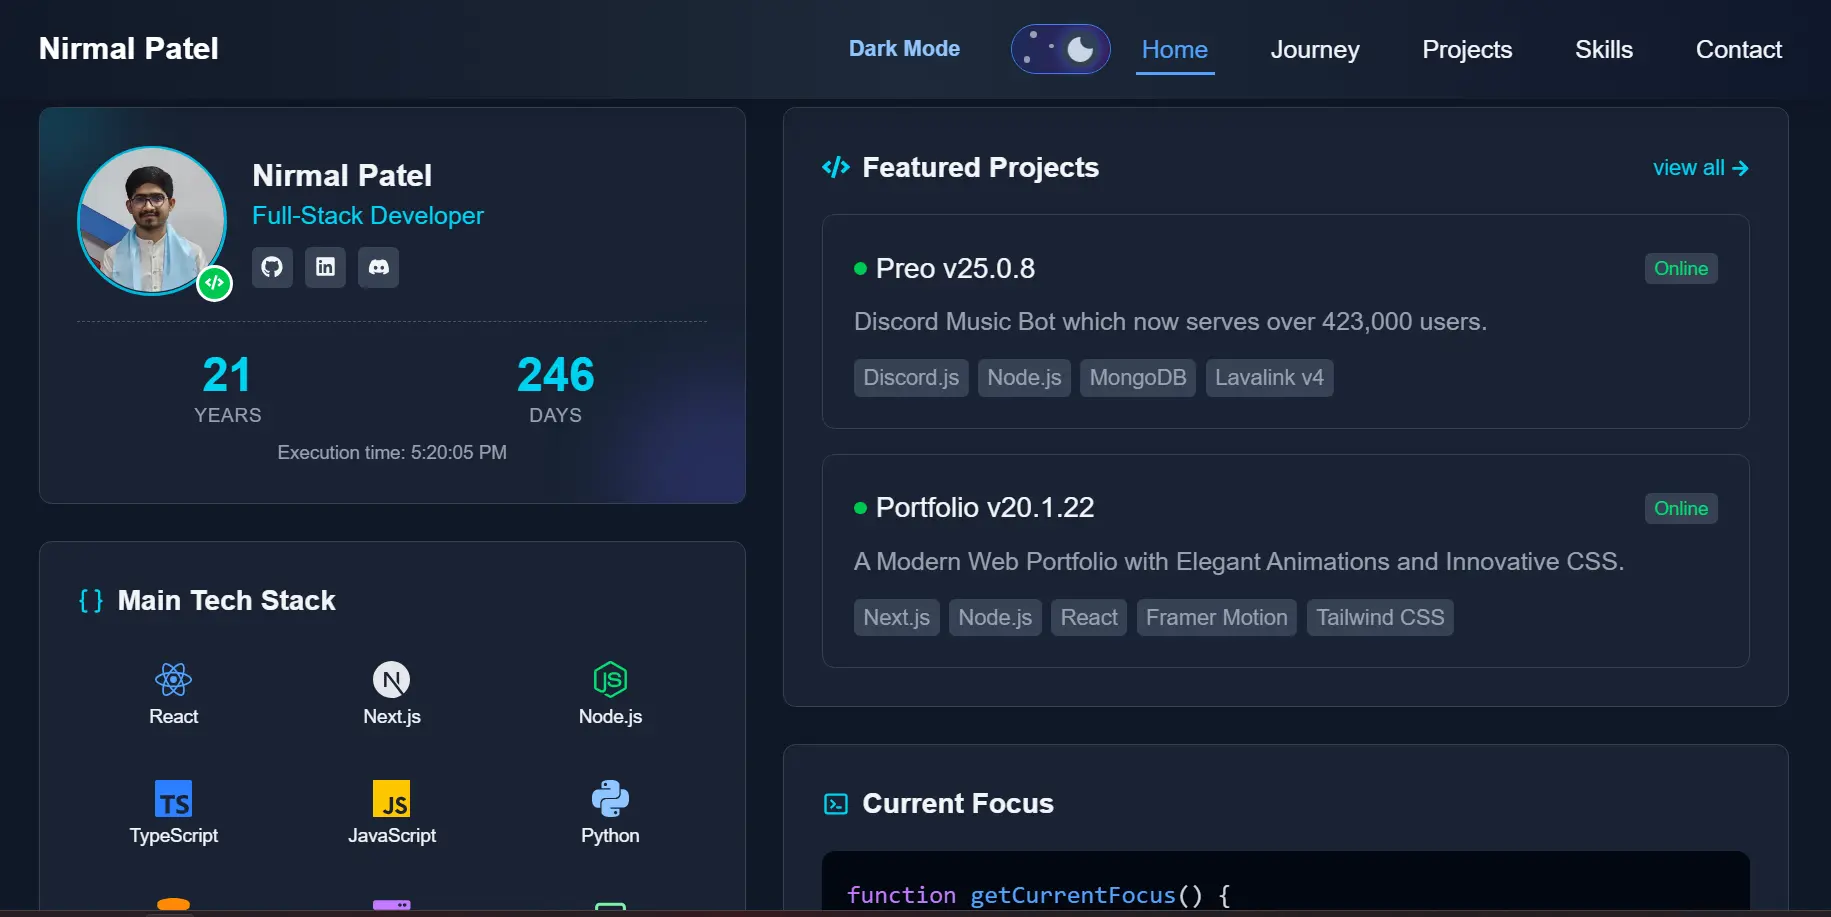 Nirmal Patel
Dark Mode
Home
Journey
Projects
Skills
Contact
Nirmal Patel
Full-Stack Developer
21
YEARS
246
DAYS
Execution time: 5:20:05 PM
{ } Main Tech Stack
React
N
Next.js
JS
Node.js
TS
TypeScript
JS
JavaScript
Python
</> Featured Projects
view all →
Preo v25.0.8
Online
Discord Music Bot which now serves over 423,000 users.
Discord.js
Node.js
MongoDB
Lavalink v4
Portfolio v20.1.22
Online
A Modern Web Portfolio with Elegant Animations and Innovative CSS.
Next.js
Node.js
React
Framer Motion
Tailwind CSS
Current Focus
function getCurrentFocus() {